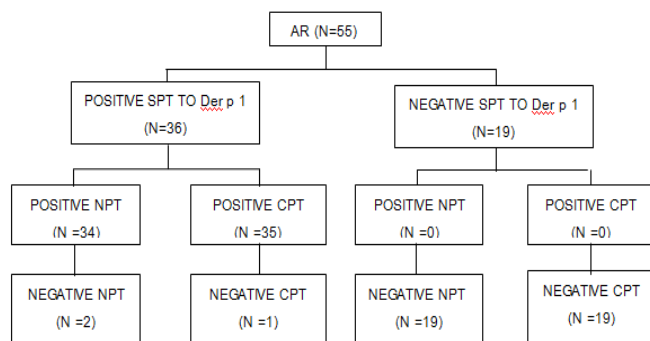 AR (N=55)
POSITIVE SPT TO Der p 1
(N=36)
NEGATIVE SPT TO Der p 1
(N=19)
POSITIVE NPT
(N =34)
POSITIVE CPT
(N =35)
POSITIVE NPT
(N =0)
POSITIVE CPT
(N =0)
NEGATIVE NPT
(N =2)
NEGATIVE CPT
(N =1)
NEGATIVE NPT
(N =19)
NEGATIVE CPT
(N =19)